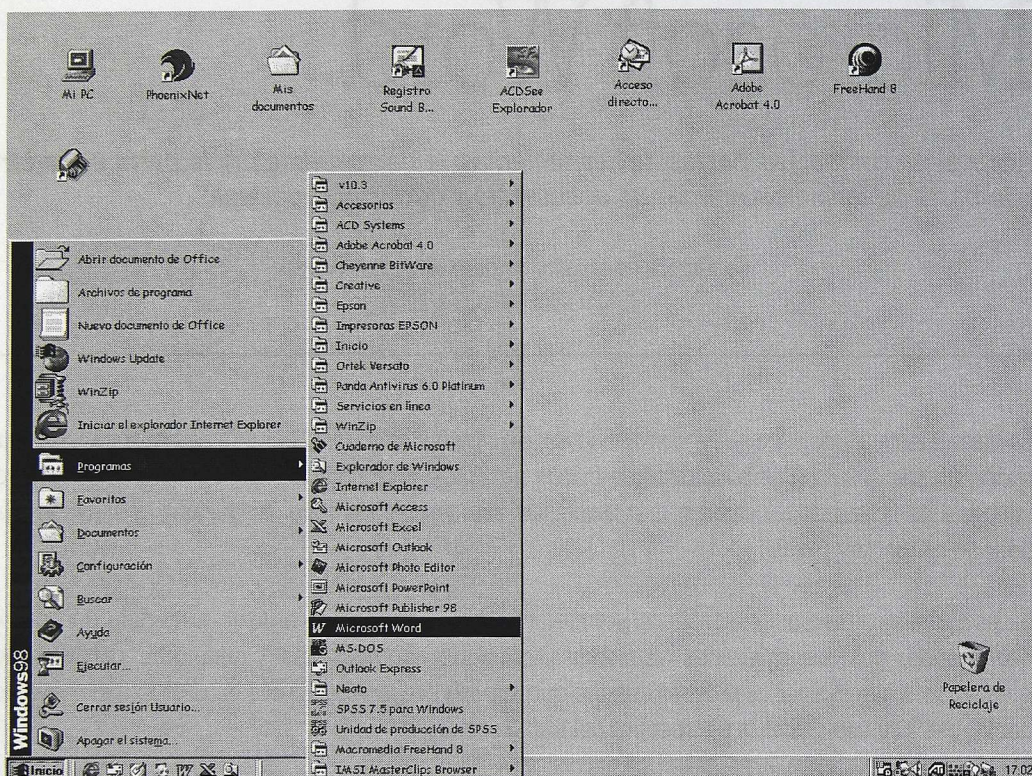 Mi PC
PhoenixNet
Mis
documentos
Registro
Sound B...
ACDSee
Explorador
Acceso
directo...
Adobe
Acrobat 4.0
FreeHand 8
v10.3
Accesorios
ACD Systems
Adobe Acrobat 4.0
Cheyenne BitWare
Creative
Epson
Impresoras EPSON
Inicio
Ortek Versato
Panda Antivirus 6.0 Platinum
Servicios en línea
WinZip
Cuaderno de Microsoft
Explorador de Windows
Internet Explorer
Microsoft Access
Microsoft Excel
Microsoft Outlook
Microsoft Photo Editor
Microsoft PowerPoint
Microsoft Publisher 98
Microsoft Word
MS-DOS
Outlook Express
Neato
SPSS 7.5 para Windows
Unidad de producción de SPSS
Macromedia FreeHand 8
IMSI MasterClips Browser
Abrir documento de Office
Archivos de programa
Nuevo documento de Office
Windows Update
WinZip
Iniciar el explorador Internet Explorer
Programas
Favoritos
Documentos
Configuración
Buscar
Ayuda
Ejecutar...
Cerrar sesión Usuario...
Apagar el sistema...
Windows98
Papelera de
Reciclaje
Inicio
17:02